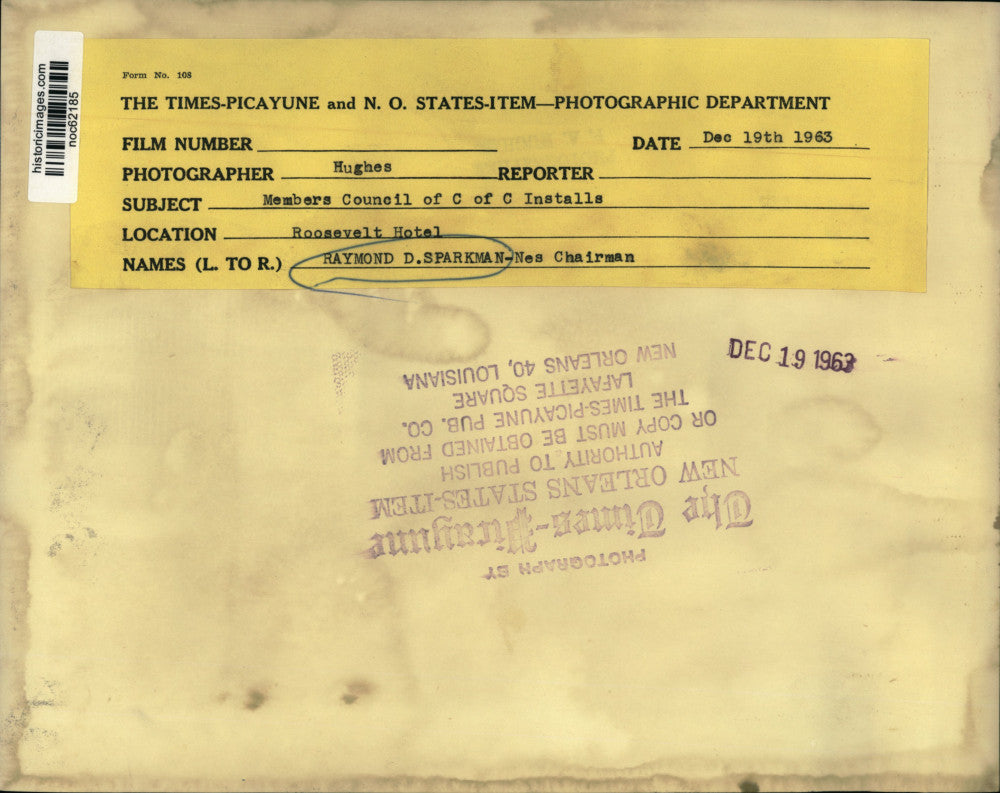 historicimages.com
noc62185
Form No. 108
THE TIMES-PICAYUNE and N. O. STATES-ITEM—PHOTOGRAPHIC DEPARTMENT
FILM NUMBER DATE Dec 19th 1963
PHOTOGRAPHER Hughes REPORTER
SUBJECT Members Council of C of C Installs
LOCATION Roosevelt Hotel
NAMES (L. TO R.) RAYMOND D.SPARKMAN-Nes Chairman
DEC 19 1963
PHOTOGRAPH BY
The Times-Picayune
NEW ORLEANS STATES-ITEM
AUTHORITY TO PUBLISH
OR COPY MUST BE OBTAINED FROM
THE TIMES-PICAYUNE PUB. CO.
LAFAYETTE SQUARE
NEW ORLEANS 40, LOUISIANA